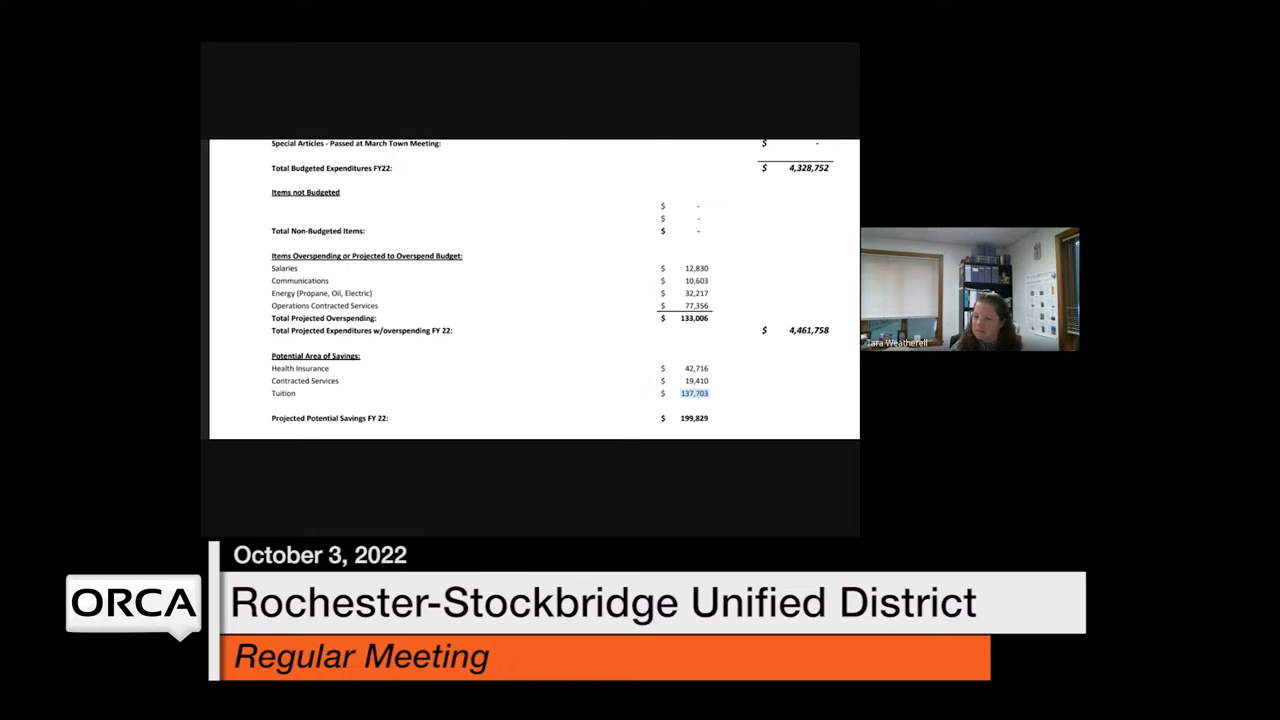 Special Articles - Passed at March Town Meeting: $ -
Total Budgeted Expenditures FY22: $ 4,328,752
Items not Budgeted
$ -
$ -
Total Non-Budgeted Items: $ -
Items Overspending or Projected to Overspend Budget:
Salaries $ 12,830
Communications $ 10,603
Energy (Propane, Oil, Electric) $ 32,217
Operations Contracted Services $ 77,356
Total Projected Overspending: $ 133,006
Total Projected Expenditures w/overspending FY 22: $ 4,461,758
Potential Area of Savings:
Health Insurance $ 42,716
Contracted Services $ 19,410
Tuition $ 137,703
Projected Potential Savings FY 22: $ 199,829
Tara Weatherell
October 3, 2022
ORCA
Rochester-Stockbridge Unified District
Regular Meeting